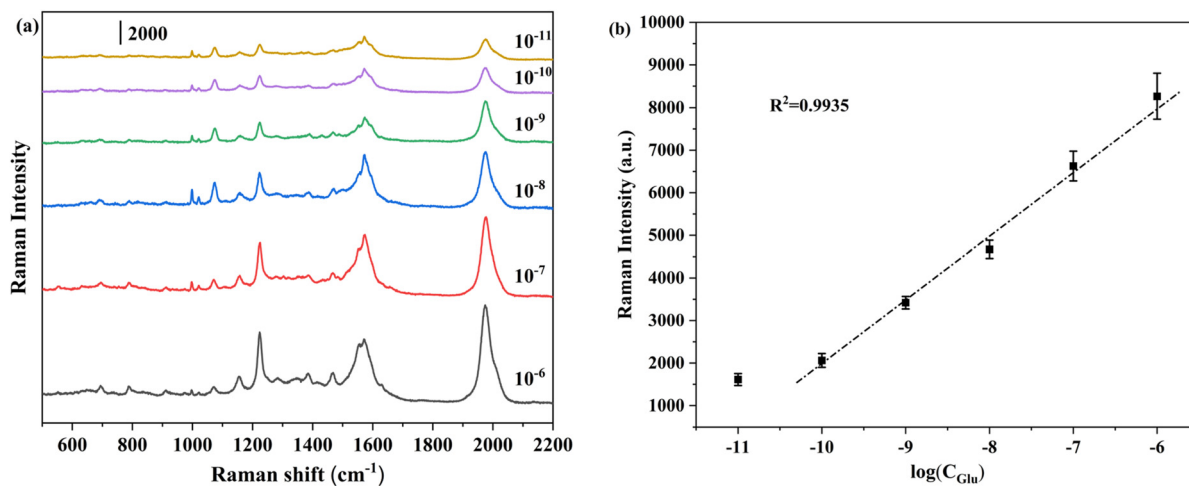 (a)
2000
10⁻¹¹
10⁻¹⁰
10⁻⁹
10⁻⁸
10⁻⁷
10⁻⁶
Raman Intensity
600 800 1000 1200 1400 1600 1800 2000 2200
Raman shift (cm⁻¹)
(b)
10000
9000
8000
7000
6000
5000
4000
3000
2000
1000
R²=0.9935
Raman Intensity (a.u.)
-11 -10 -9 -8 -7 -6
log(C_Glu)